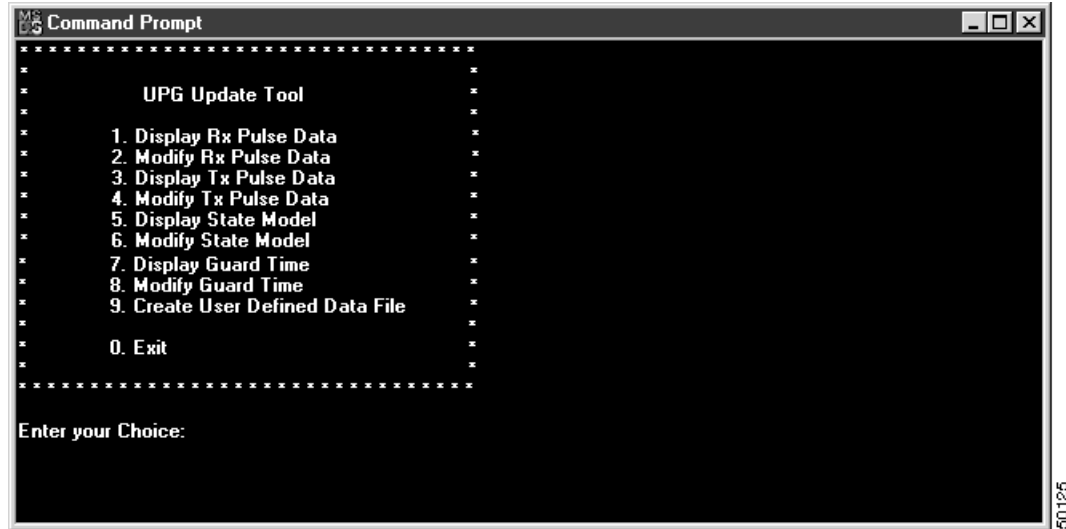 Command Prompt
* * * * * * * * * * * * * * * * * * * * * * * * * * * * * * * *
* *
* UPG Update Tool *
* *
* 1. Display Rx Pulse Data *
* 2. Modify Rx Pulse Data *
* 3. Display Tx Pulse Data *
* 4. Modify Tx Pulse Data *
* 5. Display State Model *
* 6. Modify State Model *
* 7. Display Guard Time *
* 8. Modify Guard Time *
* 9. Create User Defined Data File *
* *
* 0. Exit *
* *
* * * * * * * * * * * * * * * * * * * * * * * * * * * * * * * *
Enter your Choice:
50125